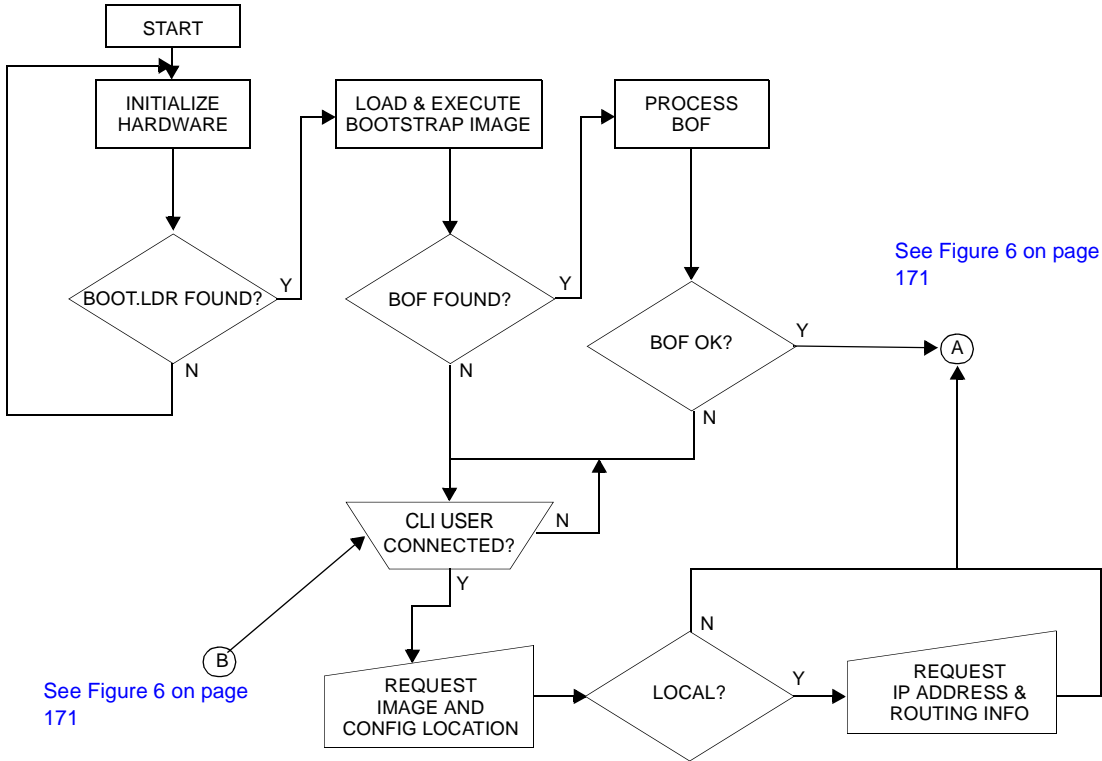 START
INITIALIZE
HARDWARE
LOAD & EXECUTE
BOOTSTRAP IMAGE
PROCESS
BOF
See Figure 6 on page
171
BOOT.LDR FOUND?
Y
N
BOF FOUND?
Y
N
BOF OK?
Y
N
A
CLI USER
CONNECTED?
N
Y
B
See Figure 6 on page
171
REQUEST
IMAGE AND
CONFIG LOCATION
LOCAL?
N
Y
REQUEST
IP ADDRESS &
ROUTING INFO